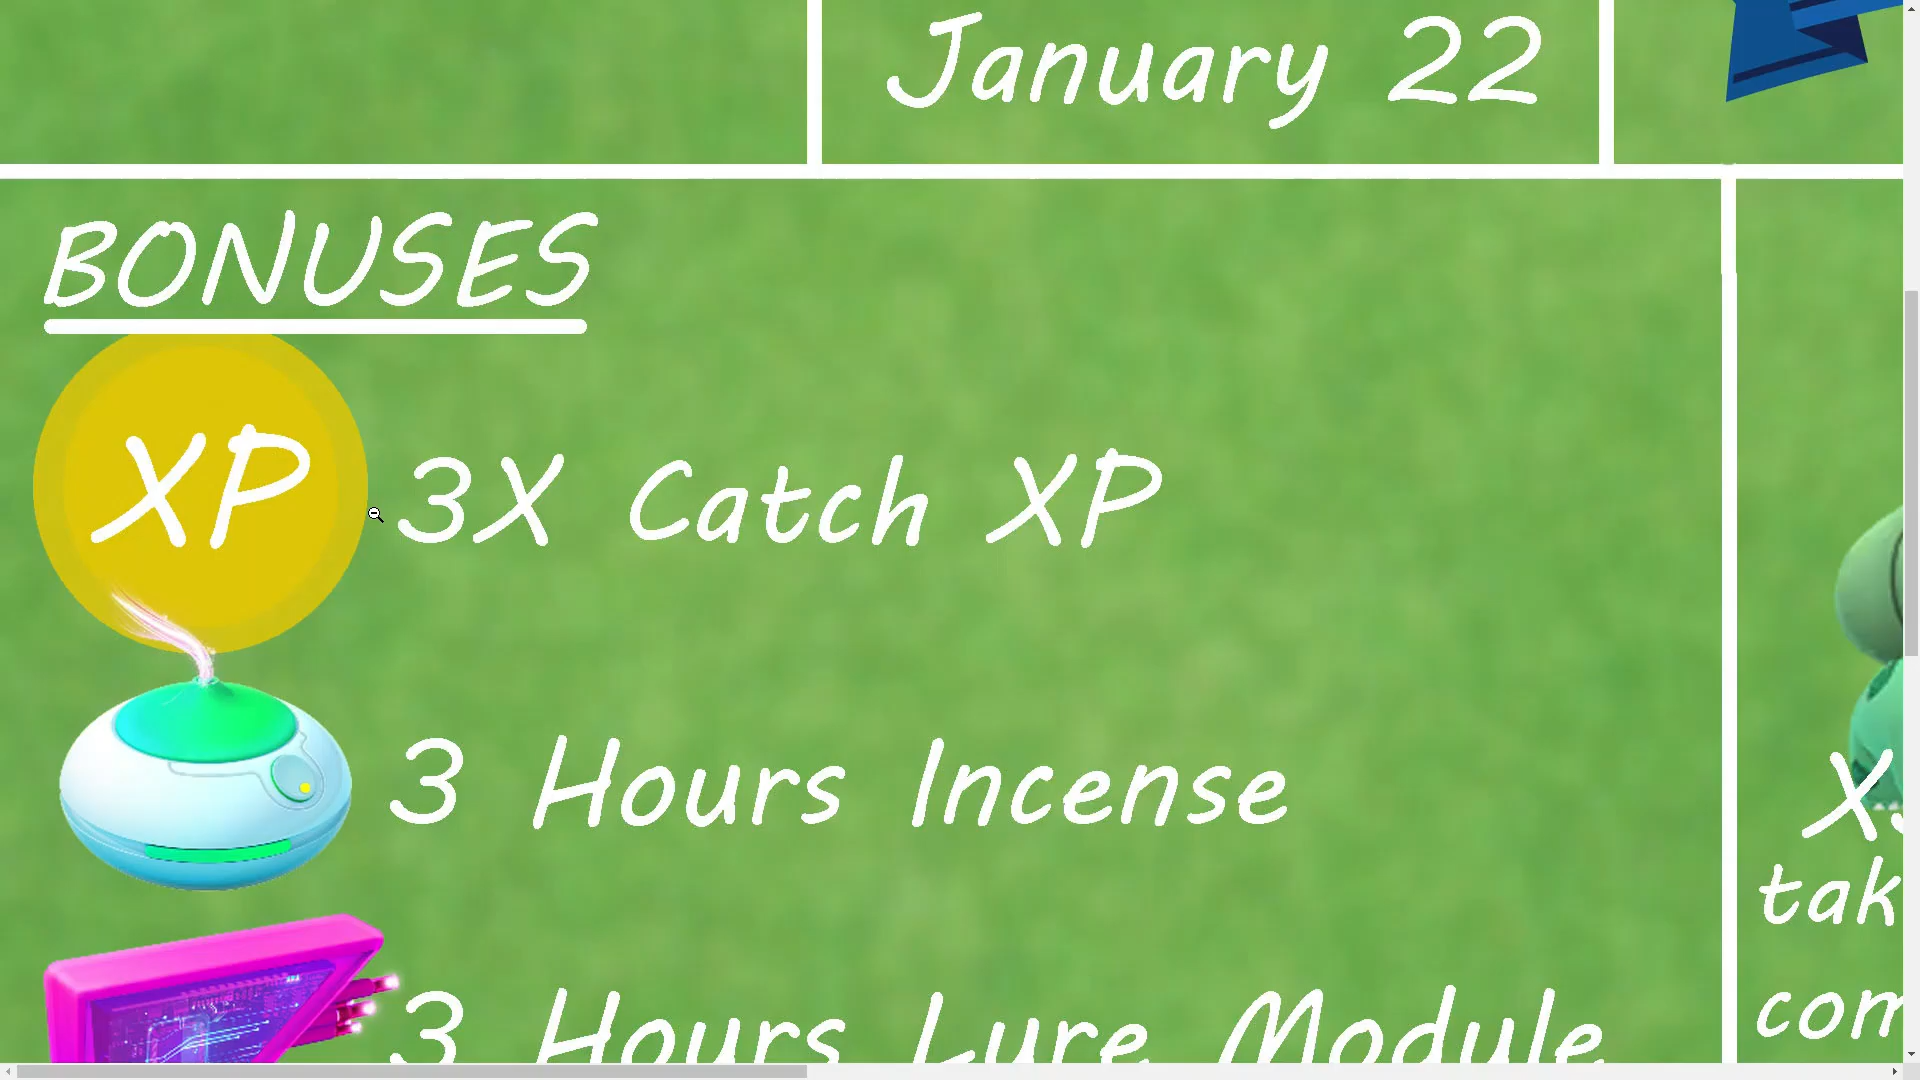 January 22
BONUSES
XP
3X Catch XP
3 Hours Incense
3 Hours Lure Module